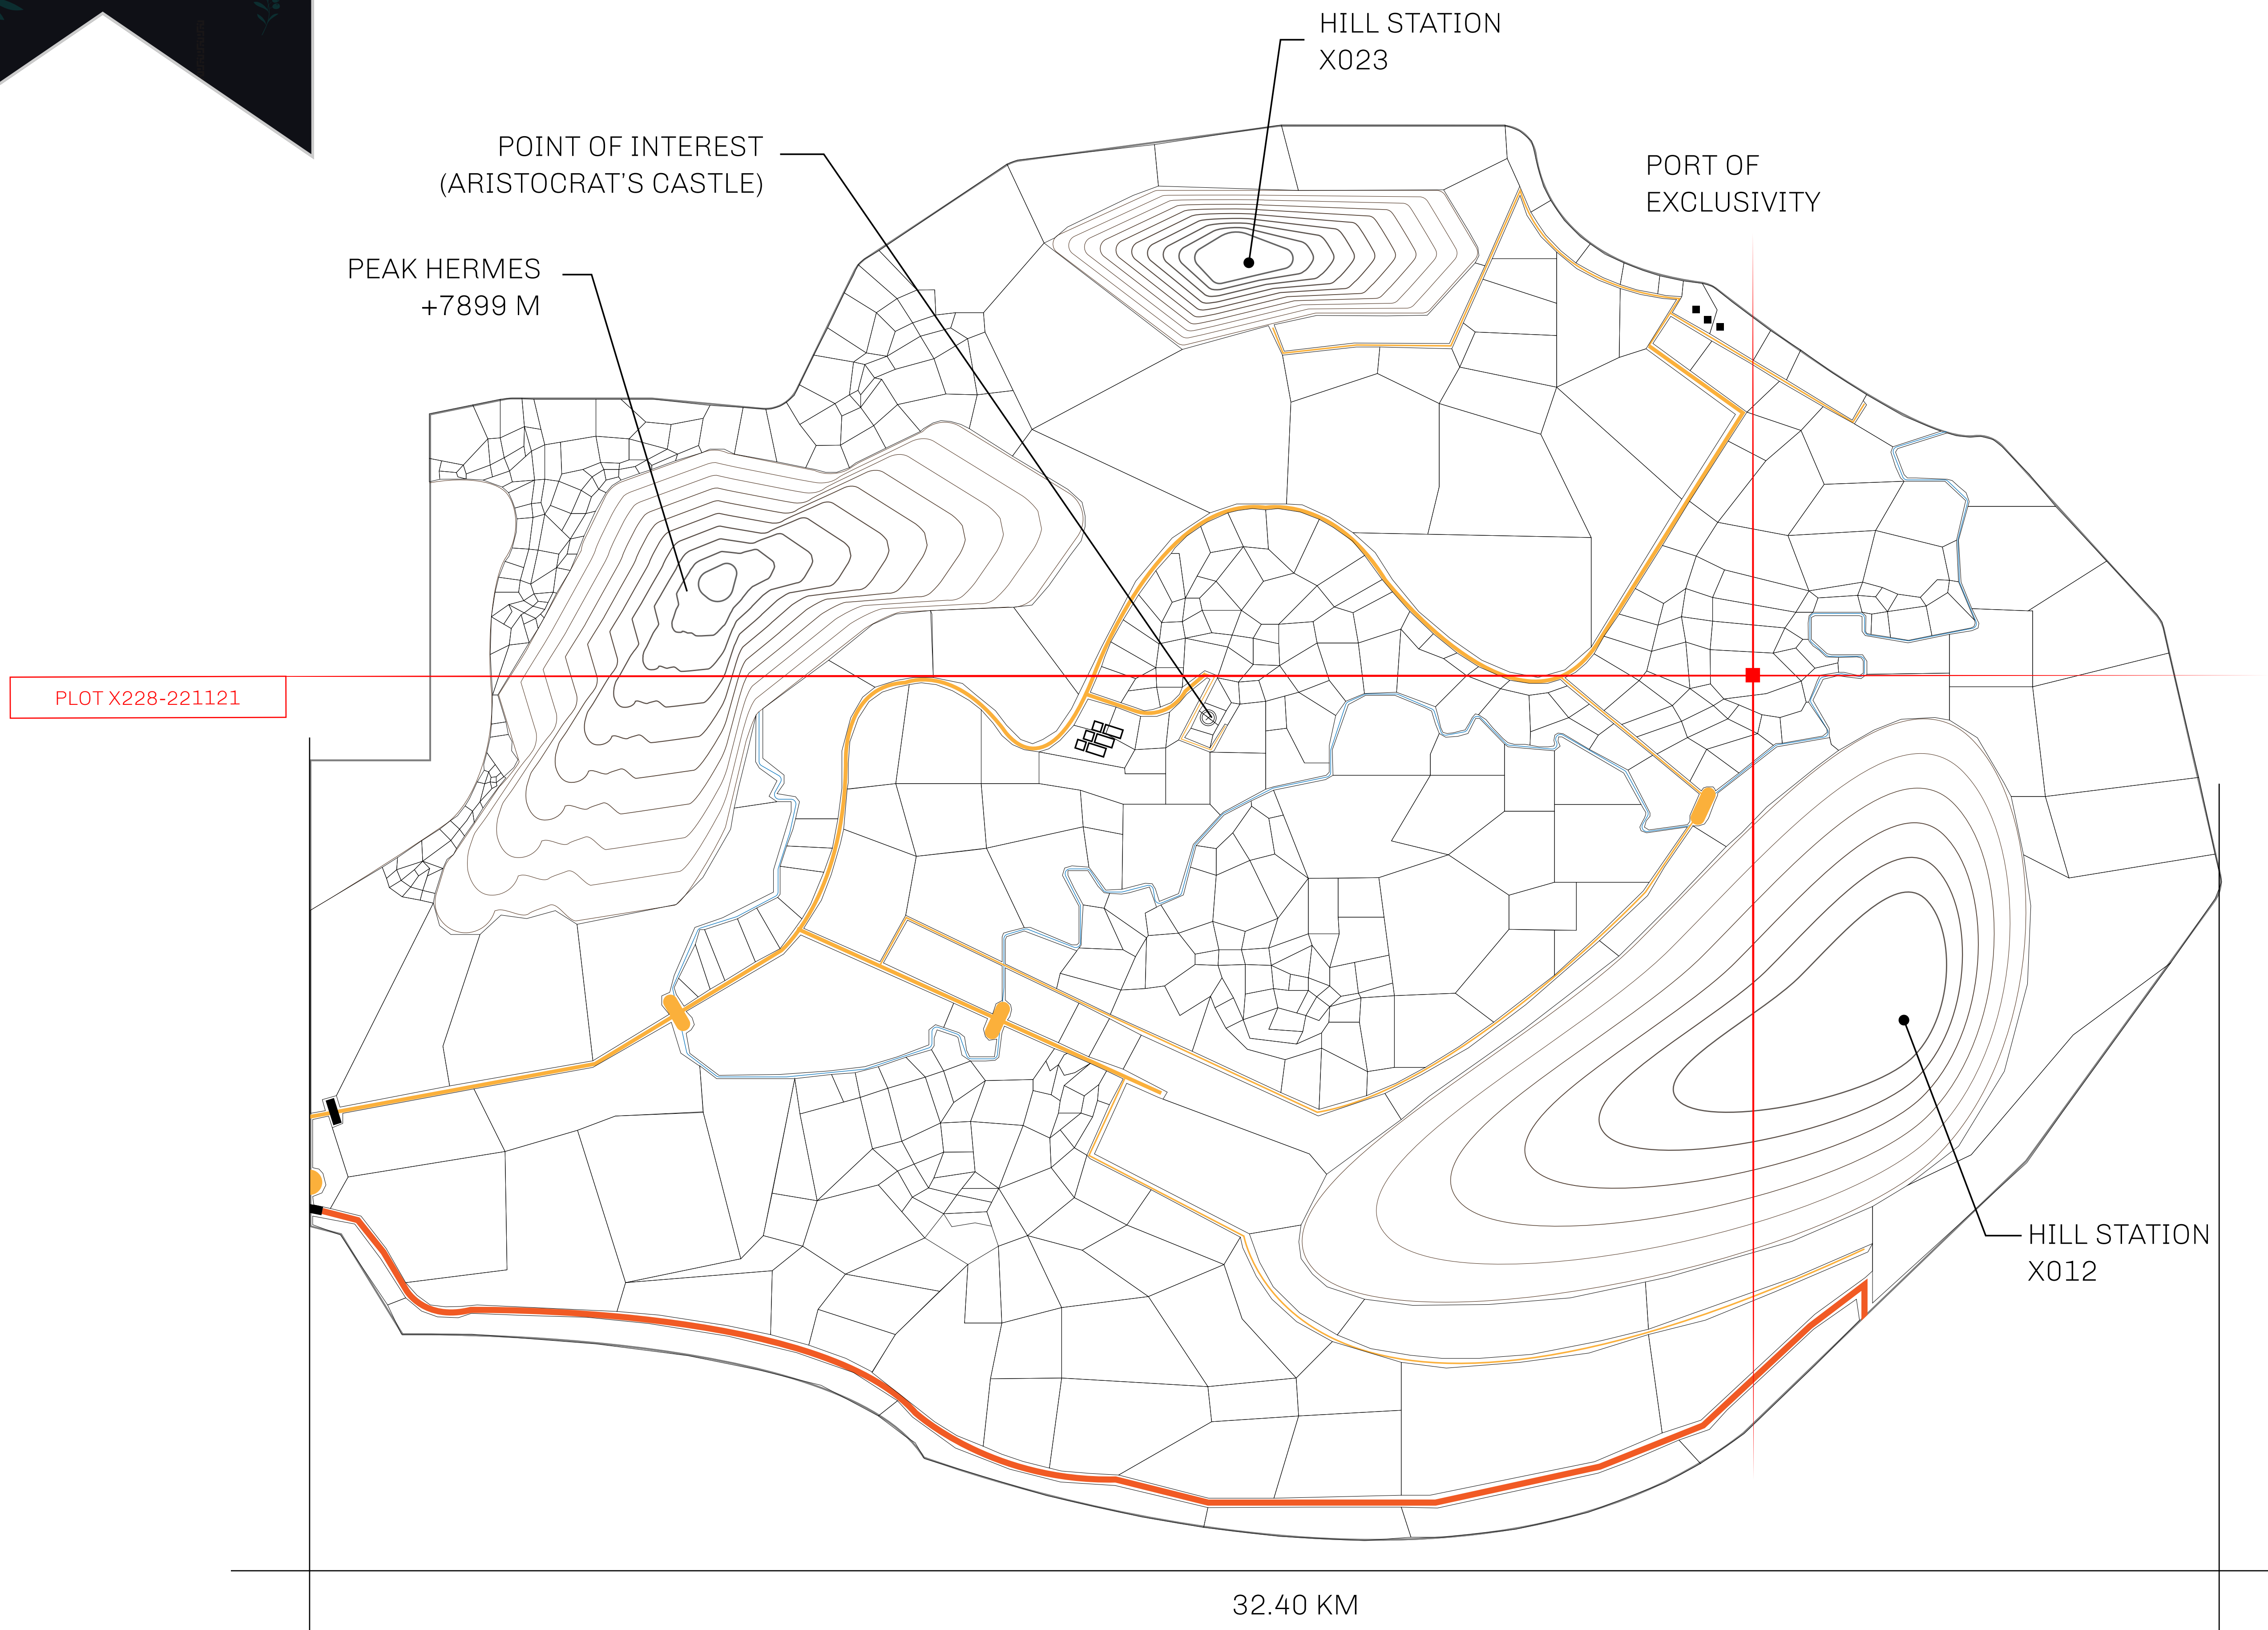 HILL STATION
X023
POINT OF INTEREST
(ARISTOCRAT'S CASTLE)
PORT OF
EXCLUSIVITY
PEAK HERMES
+7899 M
PLOT X228-221121
HILL STATION
X012
32.40 KM